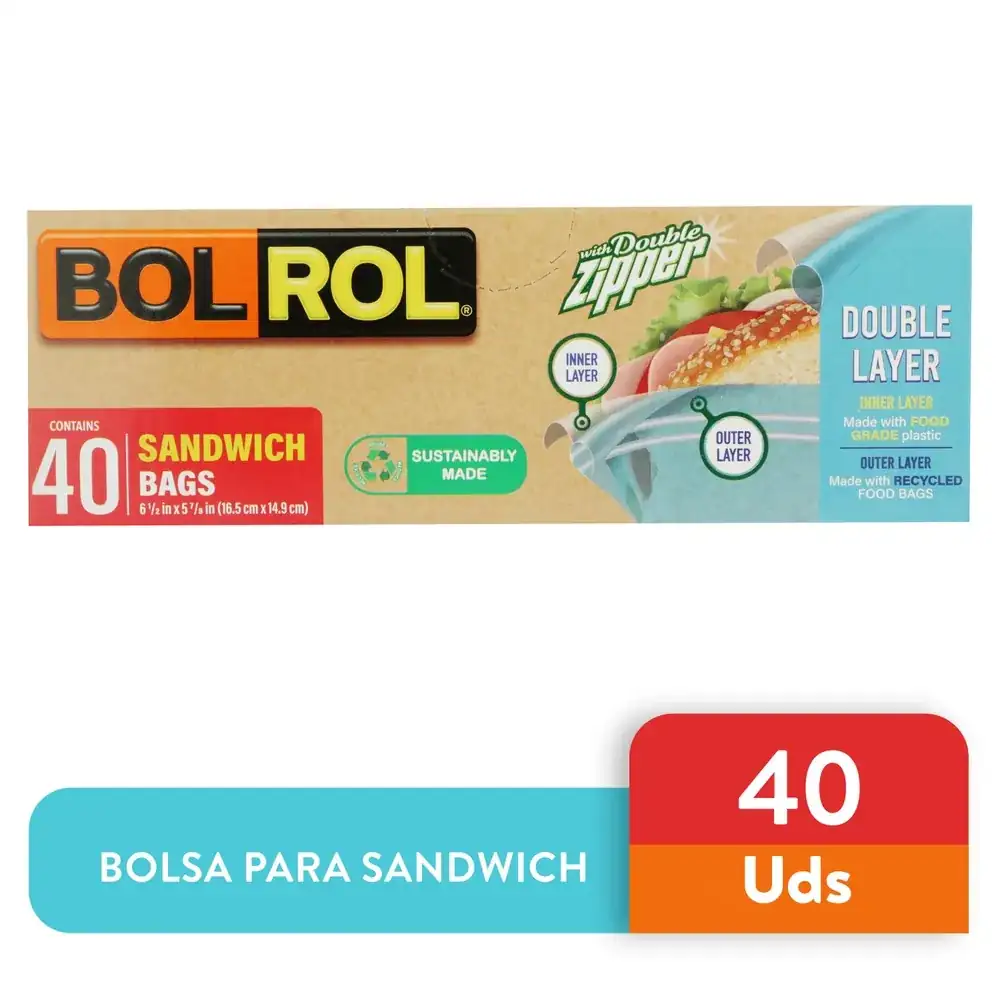 BOL ROL®
with Double
Zipper
INNER
LAYER
OUTER
LAYER
DOUBLE
LAYER
INNER LAYER
Made with FOOD
GRADE plastic
OUTER LAYER
Made with RECYCLED
FOOD BAGS
CONTAINS
40
SANDWICH
BAGS
6 1/2 in x 5 7/8 in (16.5 cm x 14.9 cm)
SUSTAINABLY
MADE
40
Uds
BOLSA PARA SANDWICH